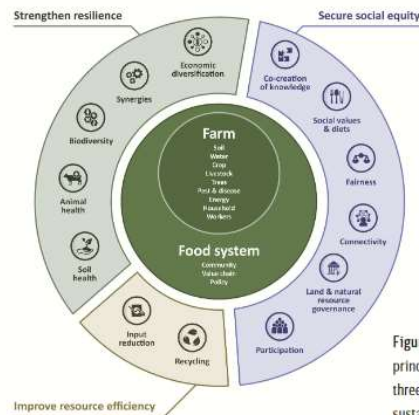 Strengthen resilience
Secure social equity
Economic
diversification
Synergies
Biodiversity
Animal
health
Soil
health
Co-creation
of knowledge
Social values
& diets
Fairness
Connectivity
Land & natural
resource
governance
Participation
Input
reduction
Recycling
Improve resource efficiency
Farm
Soil
Water
Crop
Livestock
Trees
Pest & disease
Energy
Household
Workers
Food system
Community
Value chain
Policy
Figur
princ
three
susta